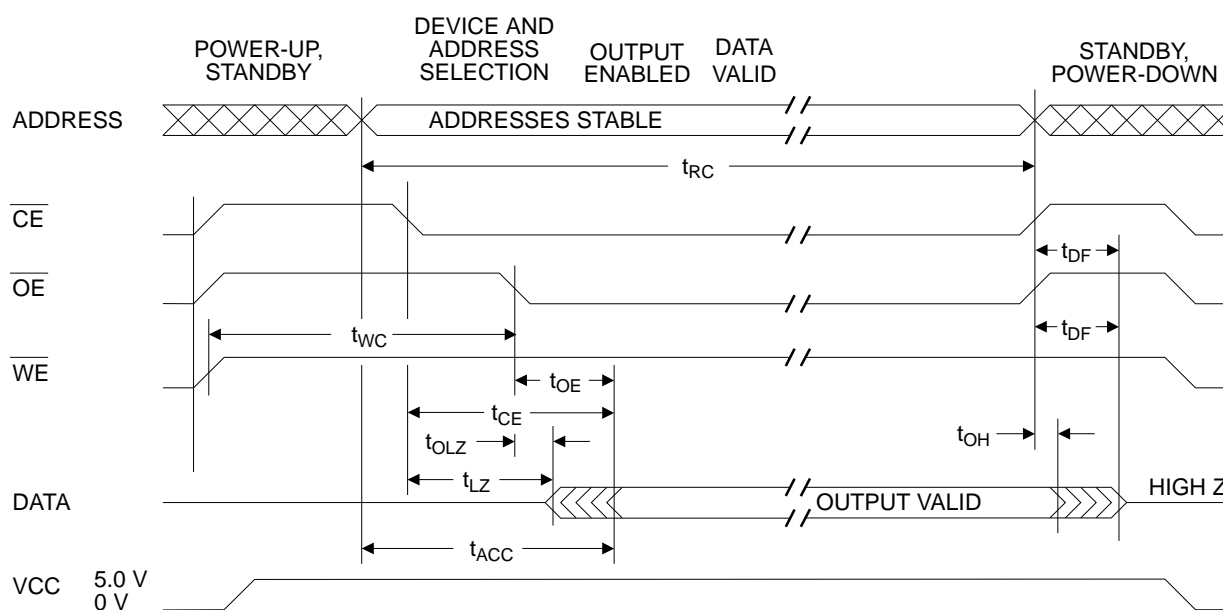 POWER-UP,
STANDBY
DEVICE AND
ADDRESS
SELECTION
OUTPUT
ENABLED
DATA
VALID
STANDBY,
POWER-DOWN
ADDRESS
ADDRESSES STABLE
tRC
CE
tDF
OE
tWC
tDF
WE
tOE
tCE
tOLZ
tOH
tLZ
DATA
OUTPUT VALID
HIGH Z
tACC
VCC
5.0 V
0 V